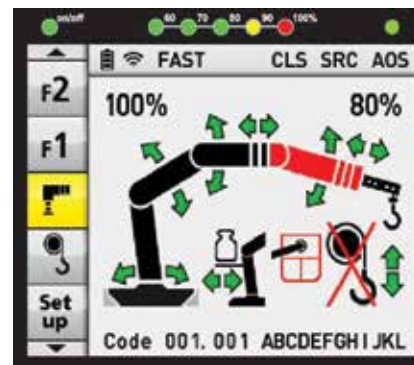 on/off 60 70 80 90 100%
FAST CLS SRC AOS
F2
100% 80%
F1
Set
up
Code 001.001 ABCDEFGHIJKL